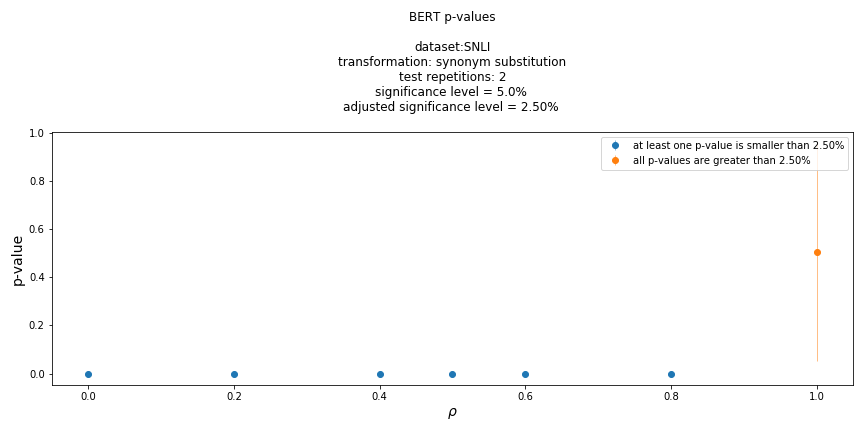 BERT p-values
dataset:SNLI
transformation: synonym substitution
test repetitions: 2
significance level = 5.0%
adjusted significance level = 2.50%
at least one p-value is smaller than 2.50%
all p-values are greater than 2.50%
p-value
1.0
0.8
0.6
0.4
0.2
0.0
0.0 0.2 0.4 0.6 0.8 1.0
ρ